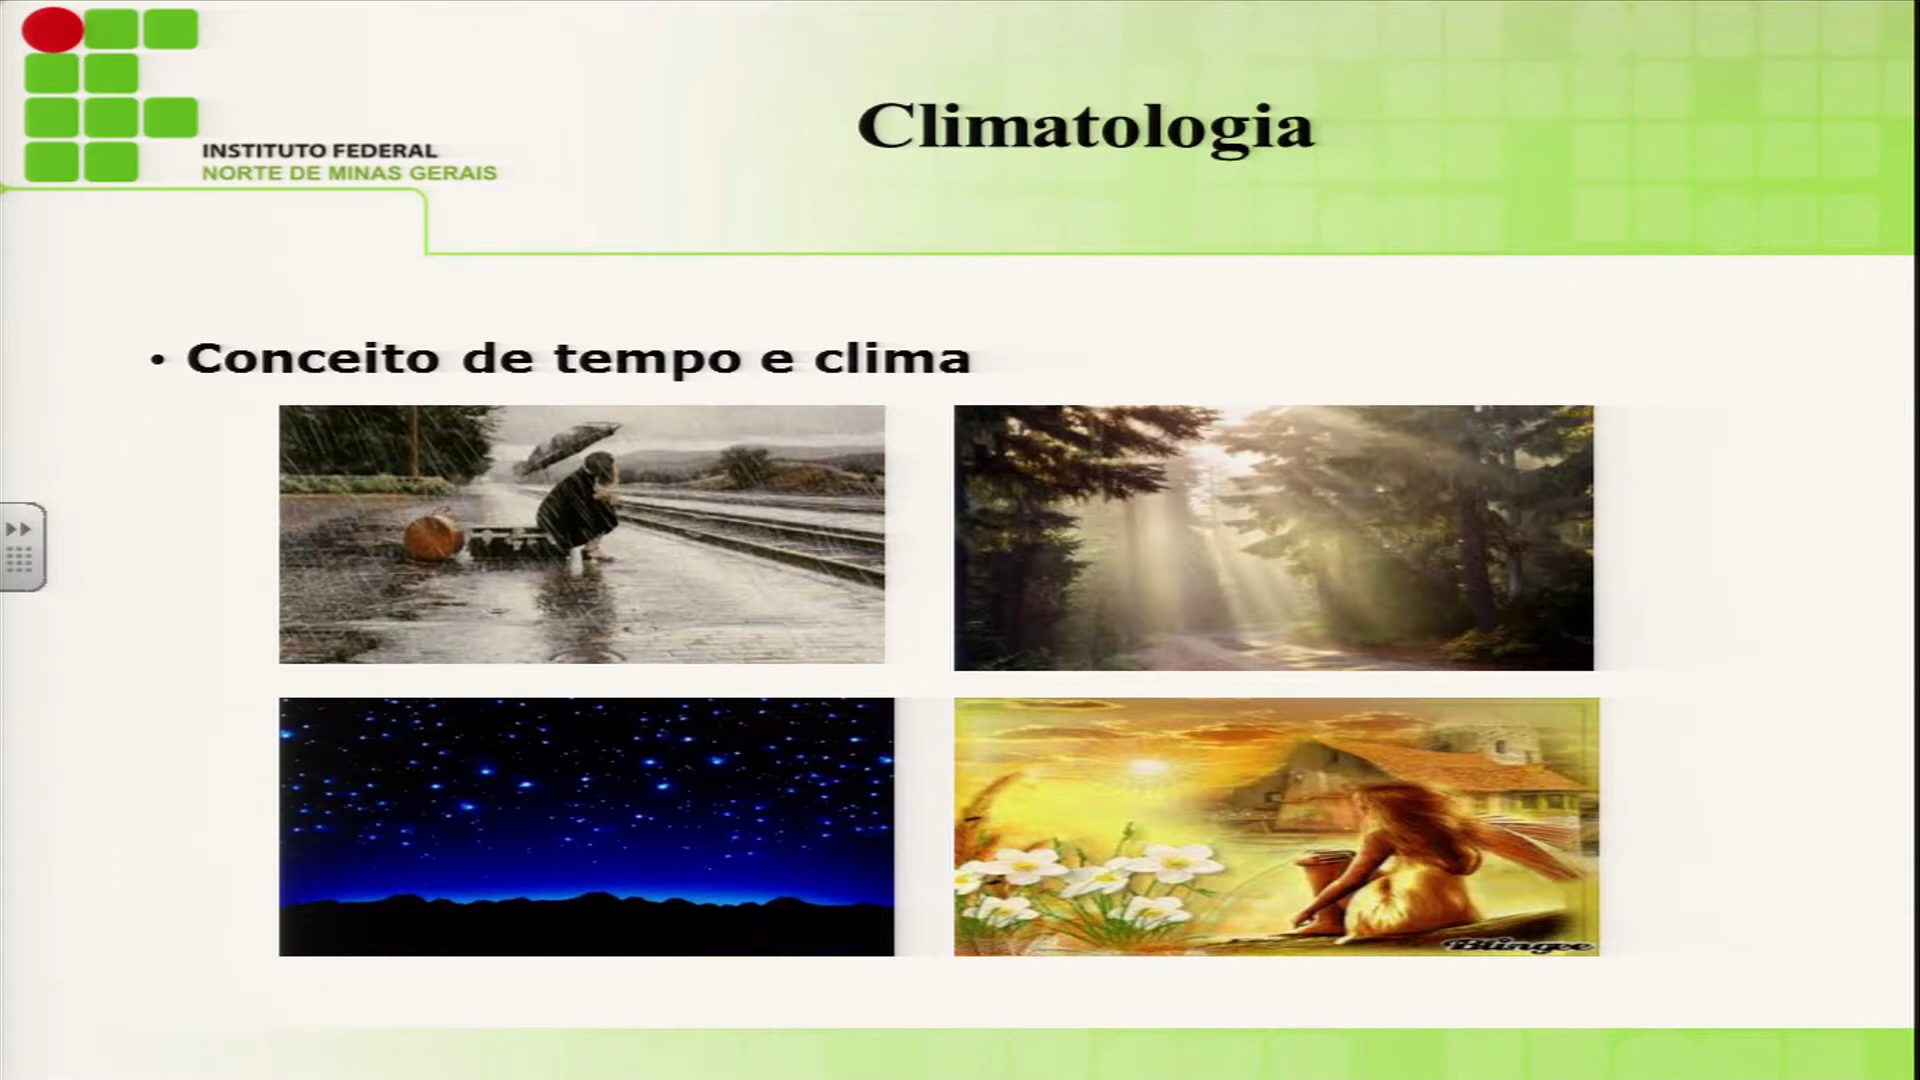 INSTITUTO FEDERAL
NORTE DE MINAS GERAIS
Climatologia
• Conceito de tempo e clima
Blingee